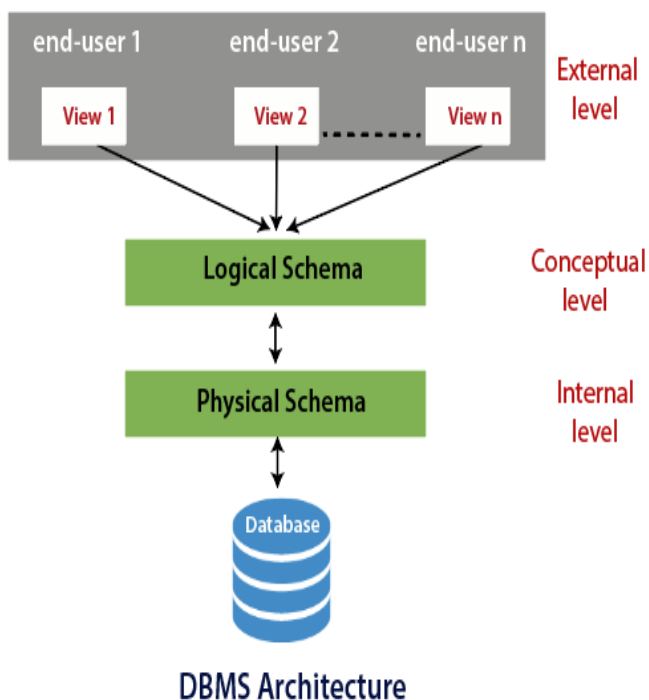 end-user 1 end-user 2 end-user n
External
level
View 1 View 2 View n
Logical Schema
Conceptual
level
Physical Schema
Internal
level
Database
DBMS Architecture